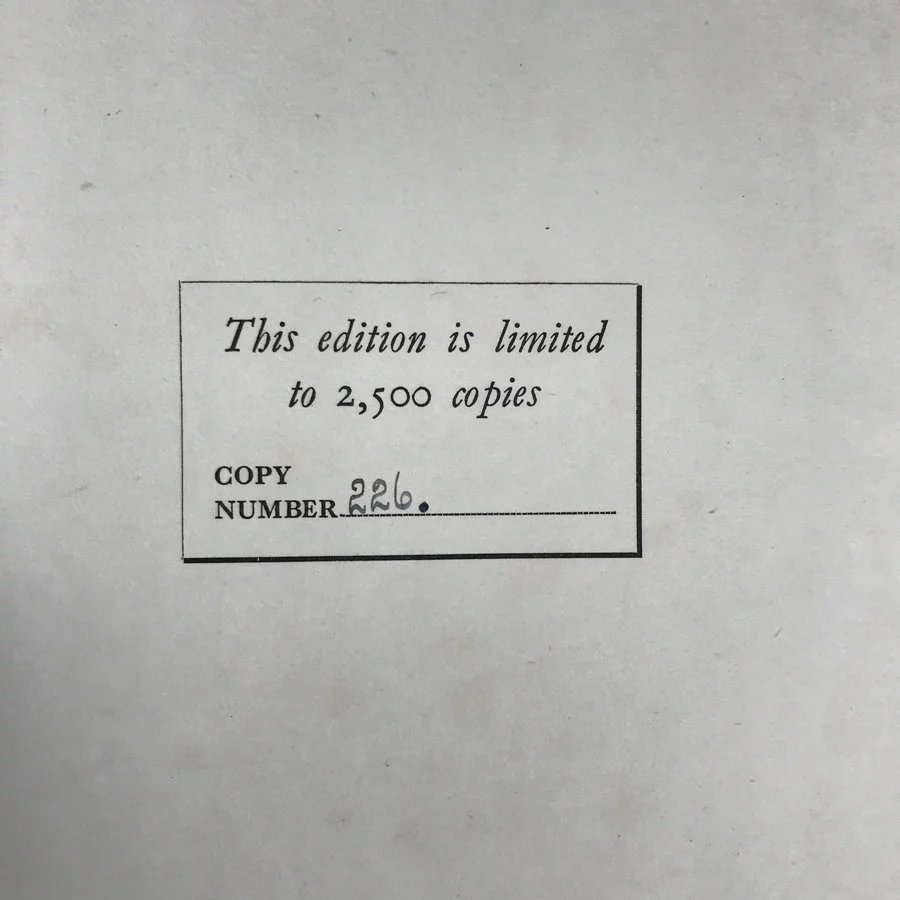 This edition is limited
to 2,500 copies
COPY
NUMBER 226.